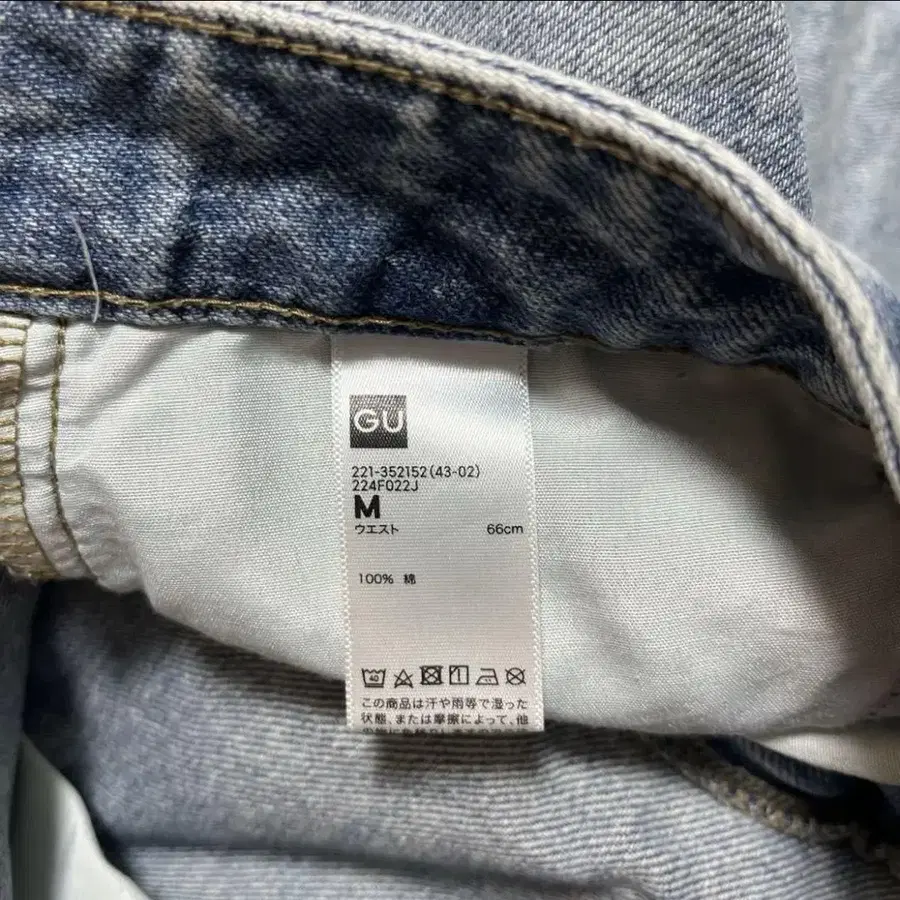 GU
221-352152(43-02)
224F022J
M
ウエスト 66cm
100% 綿
40
この商品は汗や雨等で湿った
状態、または摩擦によって、他